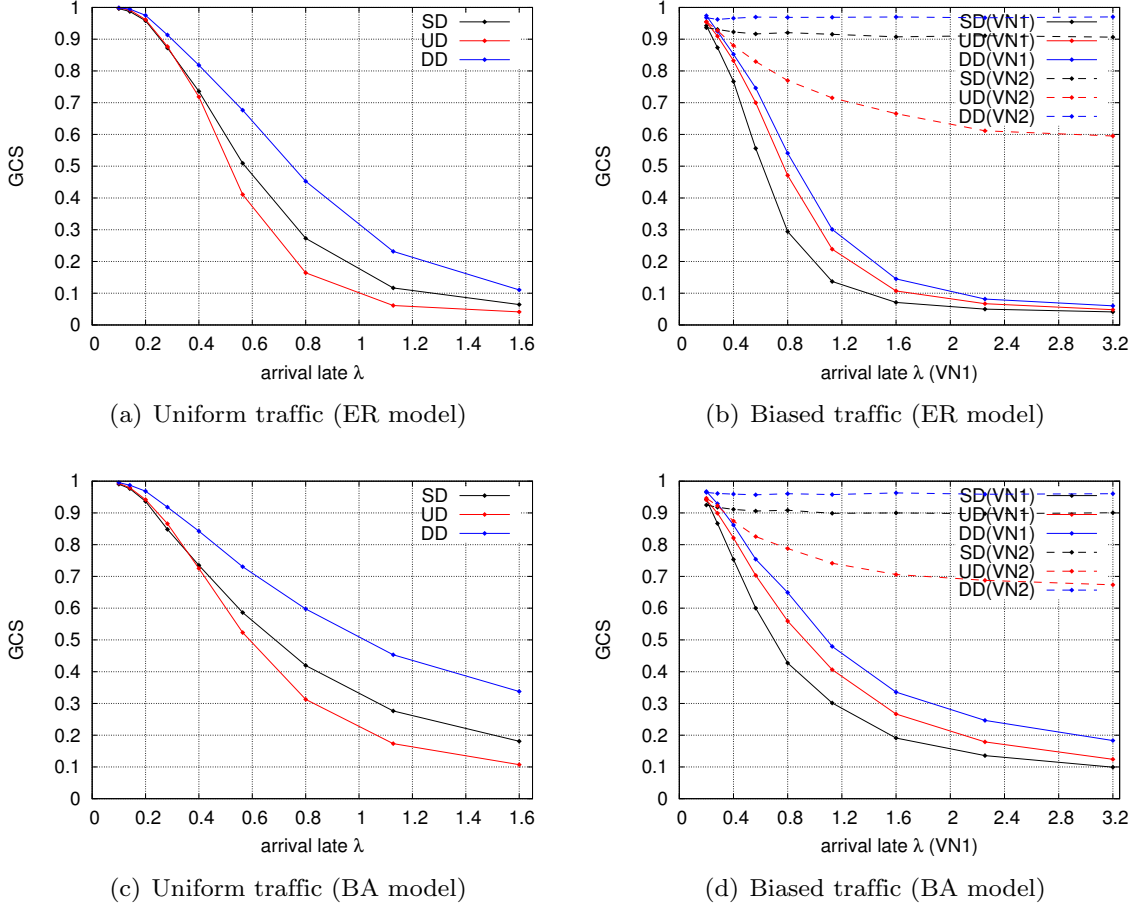 1
0.9
0.8
0.7
0.6
0.5
0.4
0.3
0.2
0.1
0
GCS
SD
UD
DD
0 0.2 0.4 0.6 0.8 1 1.2 1.4 1.6
arrival late λ
(a) Uniform traffic (ER model)
1
0.9
0.8
0.7
0.6
0.5
0.4
0.3
0.2
0.1
0
GCS
SD(VN1)
UD(VN1)
DD(VN1)
SD(VN2)
UD(VN2)
DD(VN2)
0 0.4 0.8 1.2 1.6 2 2.4 2.8 3.2
arrival late λ (VN1)
(b) Biased traffic (ER model)
1
0.9
0.8
0.7
0.6
0.5
0.4
0.3
0.2
0.1
0
GCS
SD
UD
DD
0 0.2 0.4 0.6 0.8 1 1.2 1.4 1.6
arrival late λ
(c) Uniform traffic (BA model)
1
0.9
0.8
0.7
0.6
0.5
0.4
0.3
0.2
0.1
0
GCS
SD(VN1)
UD(VN1)
DD(VN1)
SD(VN2)
UD(VN2)
DD(VN2)
0 0.4 0.8 1.2 1.6 2 2.4 2.8 3.2
arrival late λ (VN1)
(d) Biased traffic (BA model)